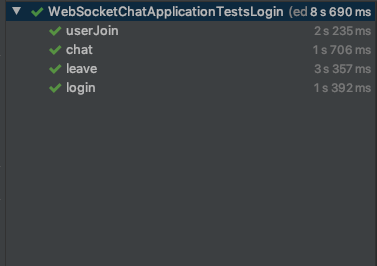 WebSocketChatApplicationTestsLogin (ed 8 s 690 ms
userJoin 2 s 235 ms
chat 1 s 706 ms
leave 3 s 357 ms
login 1 s 392 ms